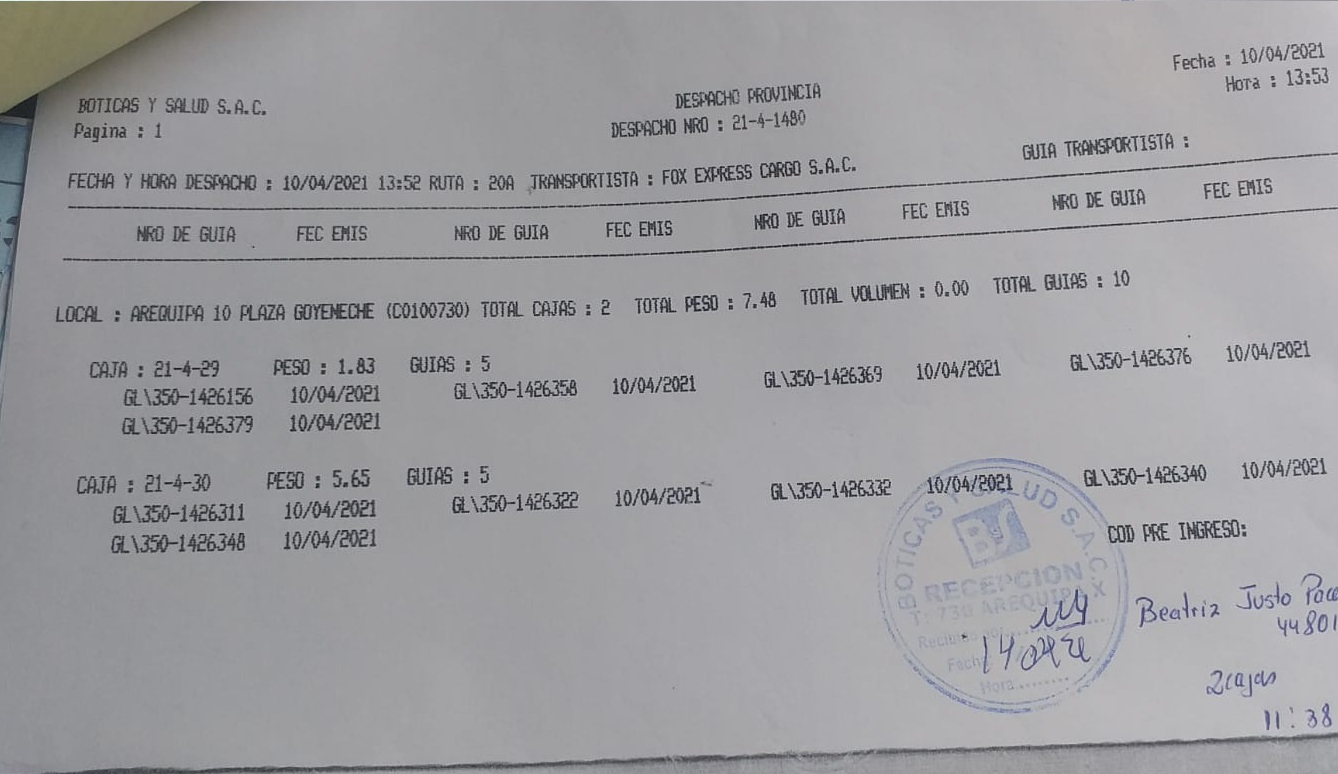 Fecha : 10/04/2021
Hora : 13:53
BOTICAS Y SALUD S.A.C.
DESPACHO PROVINCIA
Pagina : 1
DESPACHO NRO : 21-4-1480
GUIA TRANSPORTISTA :
FECHA Y HORA DESPACHO : 10/04/2021 13:52 RUTA : 20A TRANSPORTISTA : FOX EXPRESS CARGO S.A.C.
NRO DE GUIA FEC EMIS NRO DE GUIA FEC EMIS NRO DE GUIA FEC EMIS NRO DE GUIA FEC EMIS
LOCAL : AREQUIPA 10 PLAZA GOYENECHE (C0100730) TOTAL CAJAS : 2 TOTAL PESO : 7.48 TOTAL VOLUMEN : 0.00 TOTAL GUIAS : 10
CAJA : 21-4-29 PESO : 1.83 GUIAS : 5
GL\350-1426156 10/04/2021 GL\350-1426358 10/04/2021 GL\350-1426369 10/04/2021 GL\350-1426376 10/04/2021
GL\350-1426379 10/04/2021
CAJA : 21-4-30 PESO : 5.65 GUIAS : 5
GL\350-1426311 10/04/2021 GL\350-1426322 10/04/2021 GL\350-1426332 10/04/2021 GL\350-1426340 10/04/2021
GL\350-1426348 10/04/2021
COD PRE INGRESO:
BOTICAS Y SALUD S.A.C.
BS
RECEPCION
730 AREQUIPA X
Fecha
Hora
Beatriz Justo
44801
2 cajas
11:38